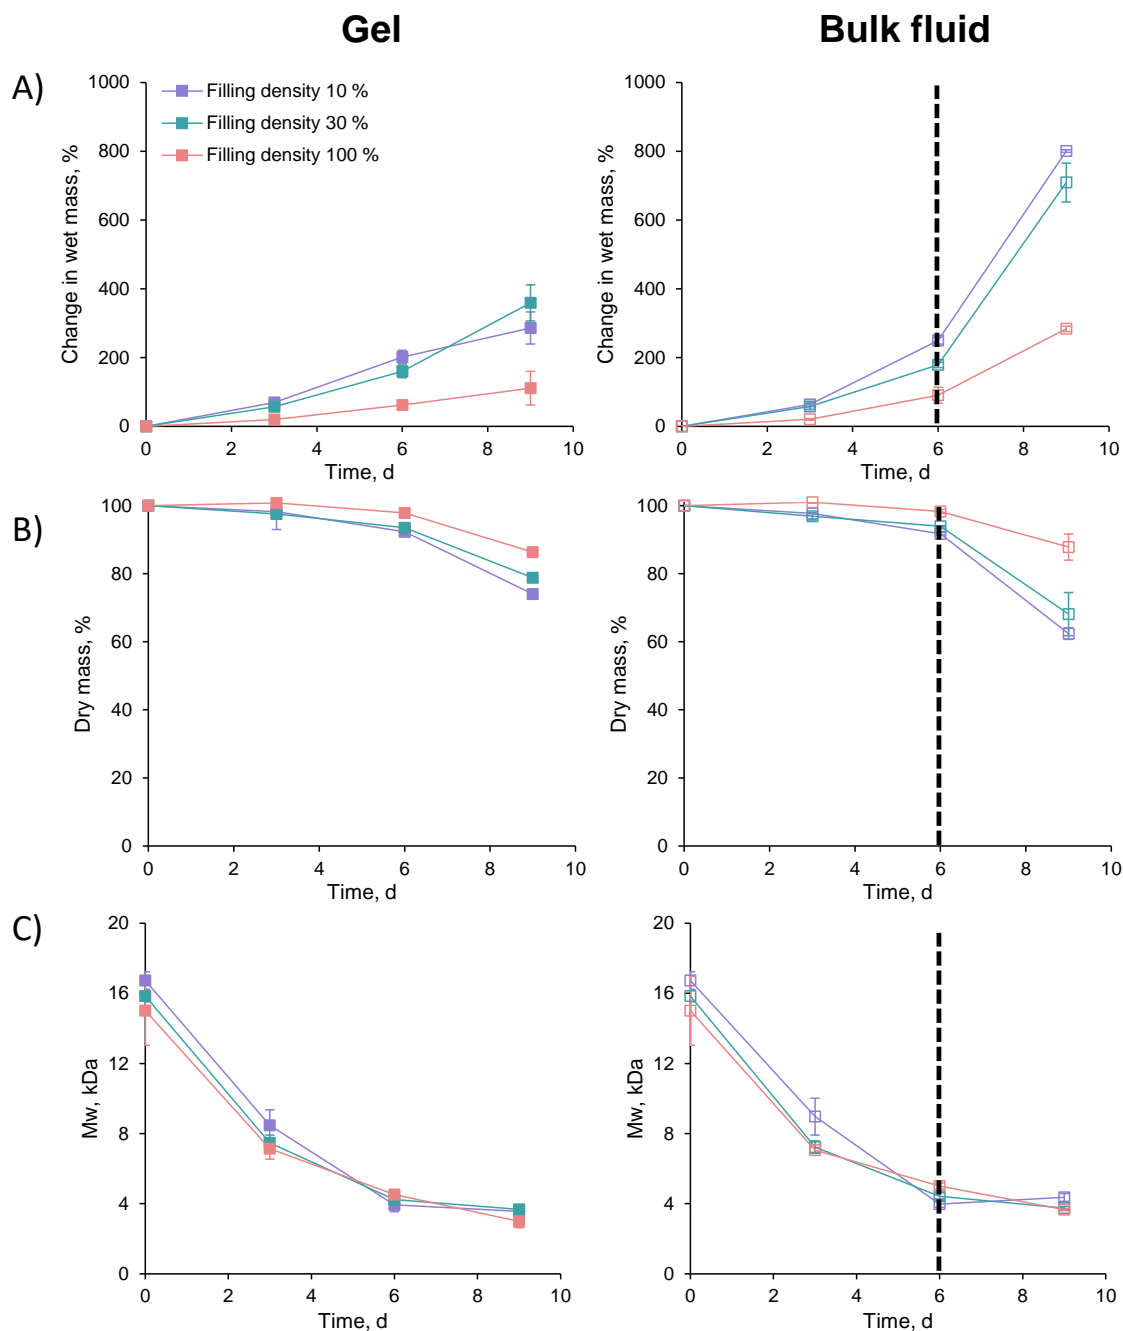 Gel
Bulk fluid
A)
Change in wet mass, %
1000
800
600
400
200
0
Filling density 10 %
Filling density 30 %
Filling density 100 %
0 2 4 6 8 10
Time, d
Change in wet mass, %
1000
800
600
400
200
0
0 2 4 6 8 10
Time, d
B)
Dry mass, %
100
80
60
40
20
0
0 2 4 6 8 10
Time, d
Dry mass, %
100
80
60
40
20
0
0 2 4 6 8 10
Time, d
C)
Mw, kDa
20
16
12
8
4
0
0 2 4 6 8 10
Time, d
Mw, kDa
20
16
12
8
4
0
0 2 4 6 8 10
Time, d